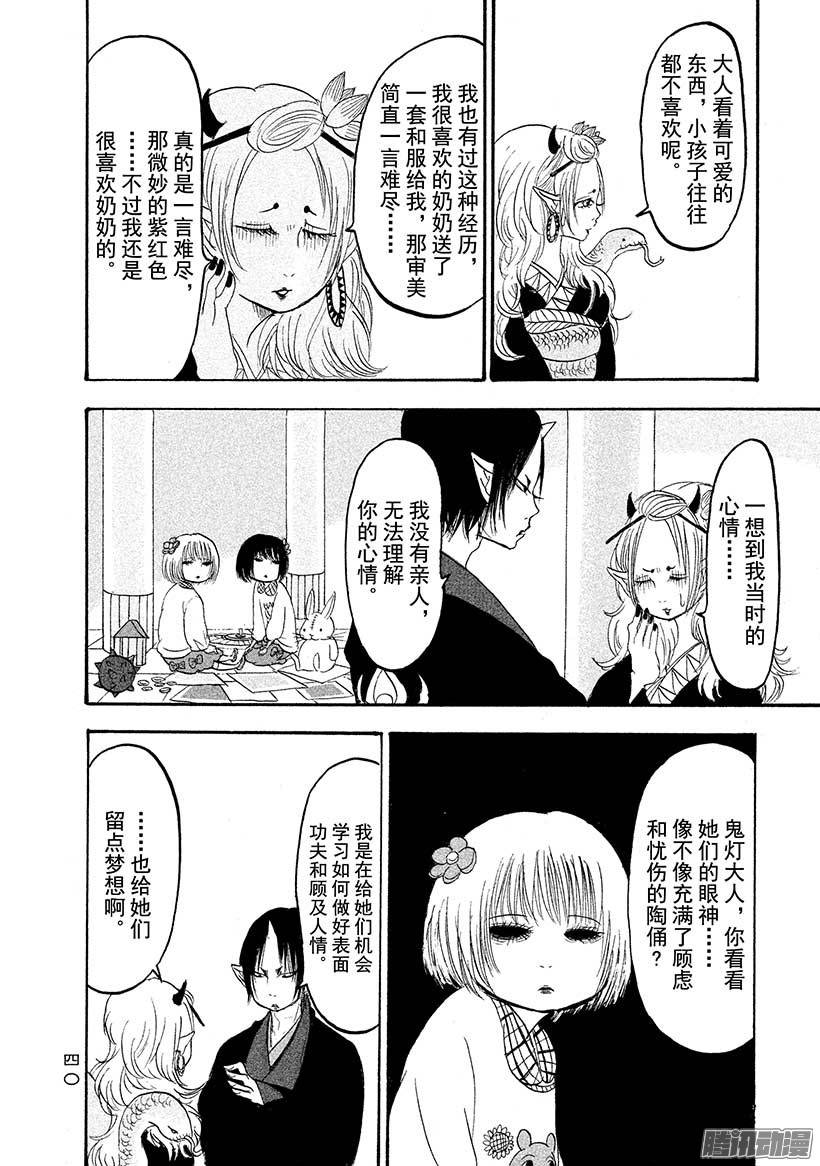 大人看着可爱的
东西，小孩子往往
都不喜欢呢。
我也有过这种经历，
我很喜欢的奶奶送了
一套和服给我，那审美
简直一言难尽……
真的是一言难尽，
那微妙的紫红色
……不过我还是
很喜欢奶奶的。
一想到我当时的
心情……
我没有亲人，
无法理解
你的心情。
鬼灯大人，你看看
她们的眼神……
像不像充满了顾虑
和忧伤的陶俑？
我是在给她们机会
学习如何做好表面
功夫和顾及人情。
……也给她们
留点梦想啊。
四〇
腾讯动漫